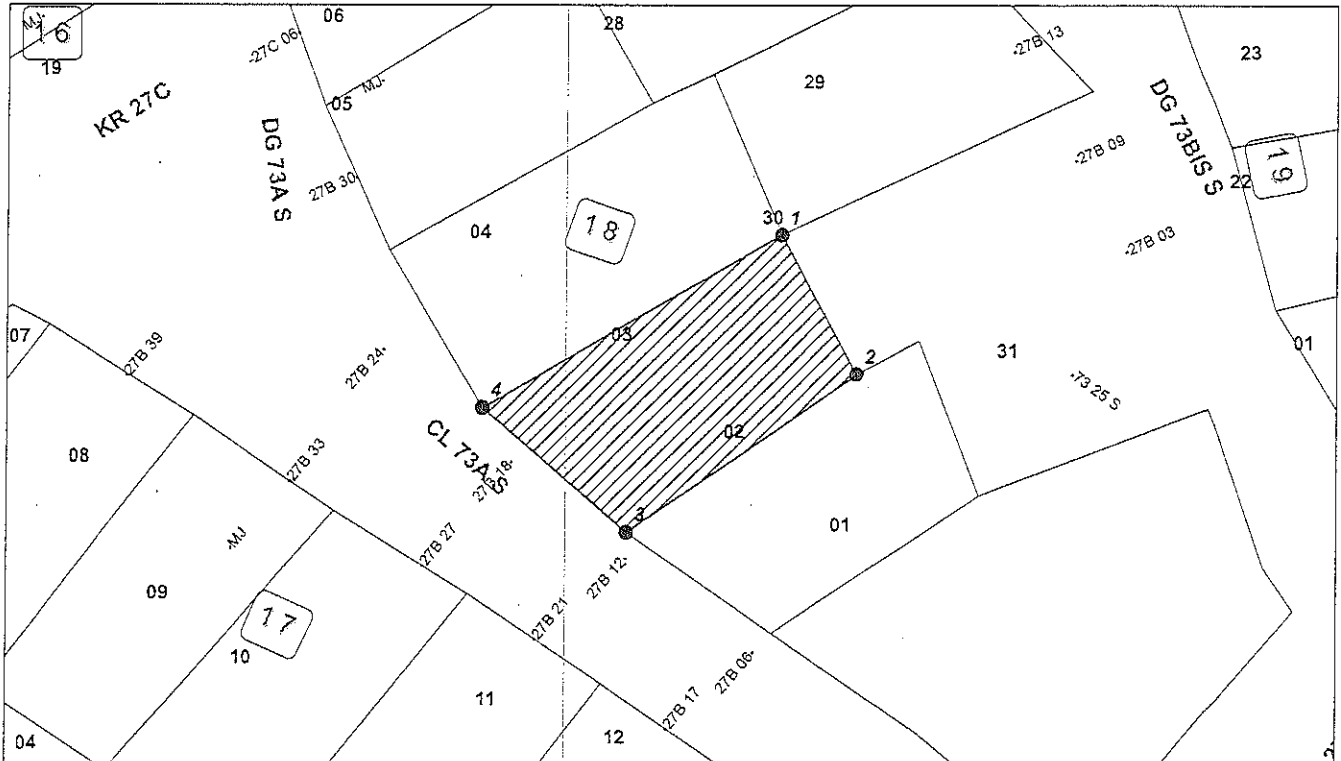 MJ-
16
19
KR 27C
06
-27C 06-
28
-27B 13
23
05
MJ-
29
DG 73A S
DG 73BIS S
-27B 09
19
22
27B 30-
04
18
30
1
-27B 03
07
27B 39
03
27B 24-
31
01
2
-73 25 S
4
CL 73A S
02
08
27B 33
27B 18-
3
01
-MJ
27B 27
27B 12-
09
17
27B 21
10
27B 06-
11
27B 17
12
04